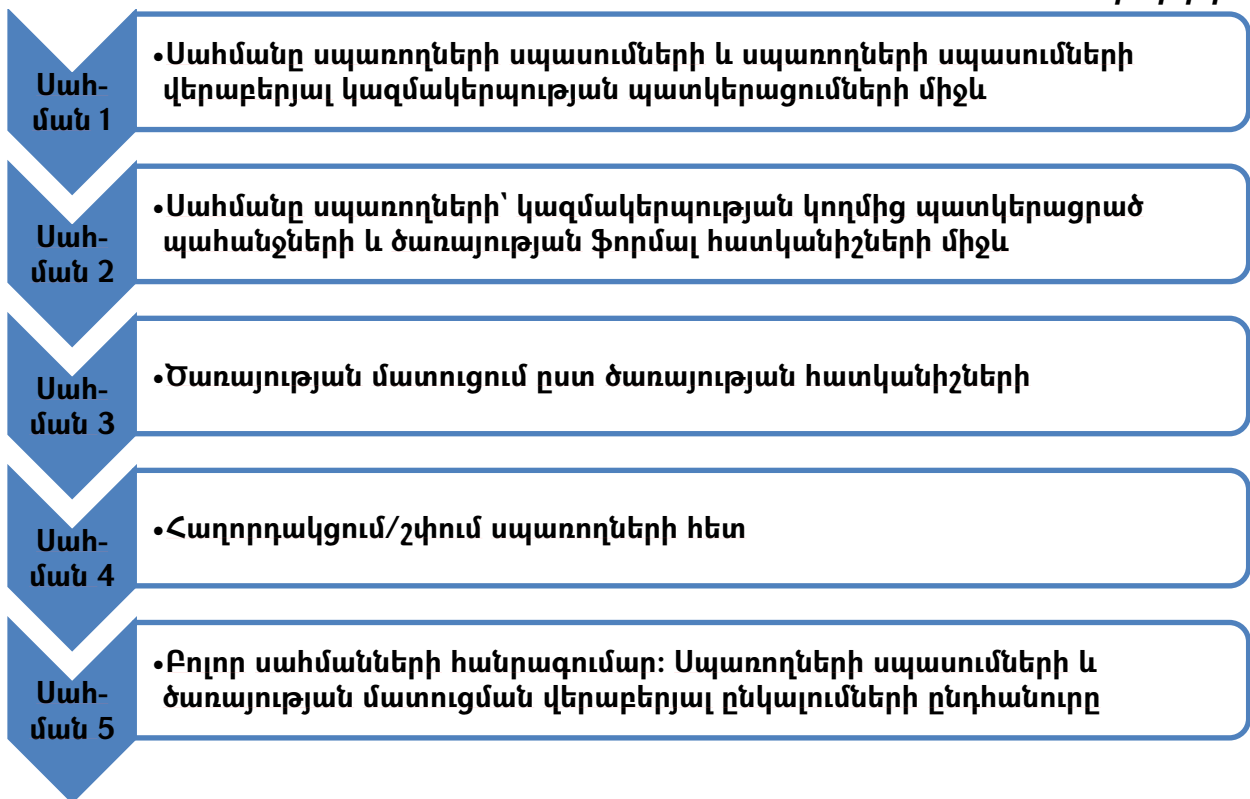 Սահ-
ման 1
•Սահմանը սպառողների սպասումների և սպառողների սպասումների
վերաբերյալ կազմակերպության պատկերացումների միջև
Սահ-
ման 2
•Սահմանը սպառողների՝ կազմակերպության կողմից պատկերացրած
պահանջների և ծառայության ֆորմալ հատկանիշների միջև
Սահ-
ման 3
•Ծառայության մատուցում ըստ ծառայության հատկանիշների
Սահ-
ման 4
•Հաղորդակցում/շփում սպառողների հետ
Սահ-
ման 5
•Բոլոր սահմանների հանրագումար: Սպառողների սպասումների և
ծառայության մատուցման վերաբերյալ ընկալումների ընդհանուրը